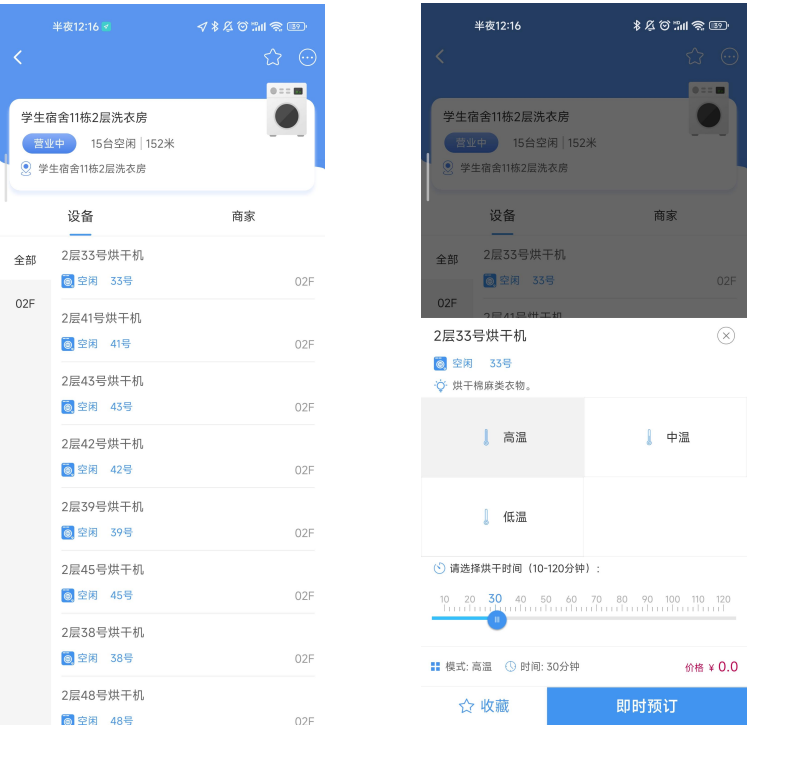 半夜12:16
89
学生宿舍11栋2层洗衣房
营业中 15台空闲 | 152米
学生宿舍11栋2层洗衣房
设备 商家
全部
02F
2层33号烘干机
空闲 33号 02F
2层41号烘干机
空闲 41号 02F
2层43号烘干机
空闲 43号 02F
2层42号烘干机
空闲 42号 02F
2层39号烘干机
空闲 39号 02F
2层45号烘干机
空闲 45号 02F
2层38号烘干机
空闲 38号 02F
2层48号烘干机
空闲 48号 02F
半夜12:16
89
学生宿舍11栋2层洗衣房
营业中 15台空闲 | 152米
学生宿舍11栋2层洗衣房
设备 商家
全部
02F
2层33号烘干机
空闲 33号 02F
2层41号烘干机
2层33号烘干机
空闲 33号
烘干棉麻类衣物。
高温 中温
低温
请选择烘干时间（10-120分钟）:
10 20 30 40 50 60 70 80 90 100 110 120
模式: 高温 时间: 30分钟 价格 ¥ 0.0
收藏 即时预订